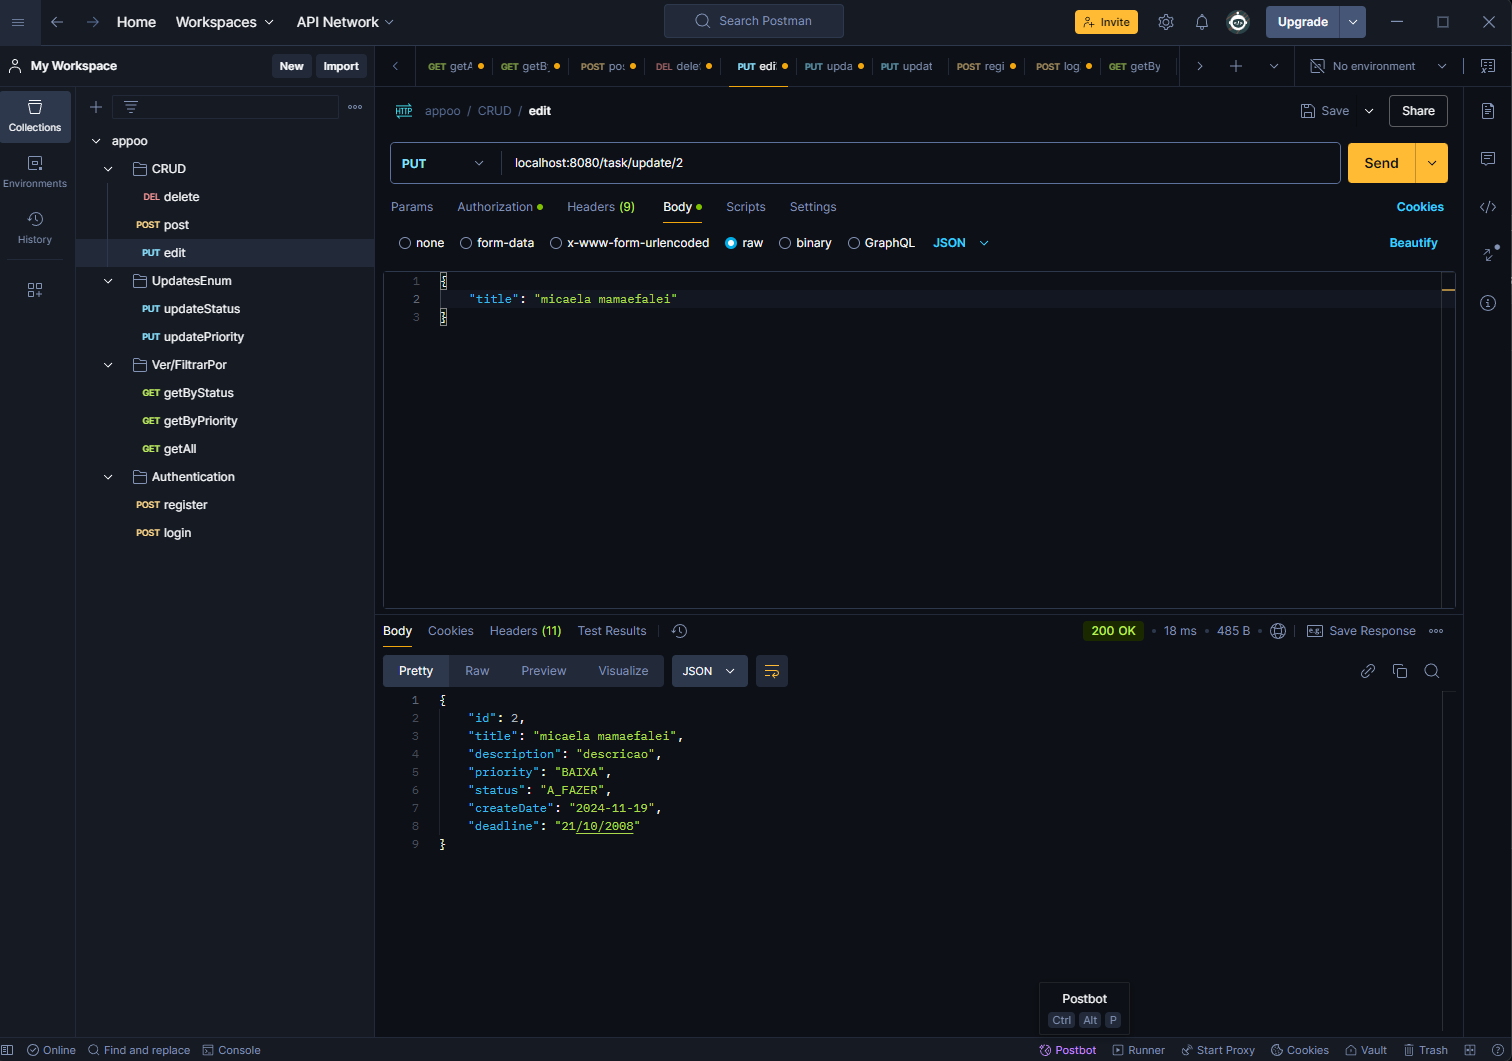 Home Workspaces API Network Search Postman Invite Upgrade
My Workspace New Import
GET getA GET getB POST pos DEL dele PUT edi PUT upda PUT updat POST regi POST log GET getBy No environment
Collections
Environments
History
appoo
CRUD
DEL delete
POST post
PUT edit
UpdatesEnum
PUT updateStatus
PUT updatePriority
Ver/FiltrarPor
GET getByStatus
GET getByPriority
GET getAll
Authentication
POST register
POST login
HTTP appoo / CRUD / edit Save Share
PUT localhost:8080/task/update/2 Send
Params Authorization Headers (9) Body Scripts Settings Cookies
none form-data x-www-form-urlencoded raw binary GraphQL JSON Beautify
1 {
2 "title": "micaela mamaefalei"
3 }
Body Cookies Headers (11) Test Results 200 OK • 18 ms • 485 B • e.g. Save Response
Pretty Raw Preview Visualize JSON
1 {
2 "id": 2,
3 "title": "micaela mamaefalei",
4 "description": "descricao",
5 "priority": "BAIXA",
6 "status": "A_FAZER",
7 "createDate": "2024-11-19",
8 "deadline": "21/10/2008"
9 }
Postbot
Ctrl Alt P
Online Find and replace Console Postbot Runner Start Proxy Cookies Vault Trash